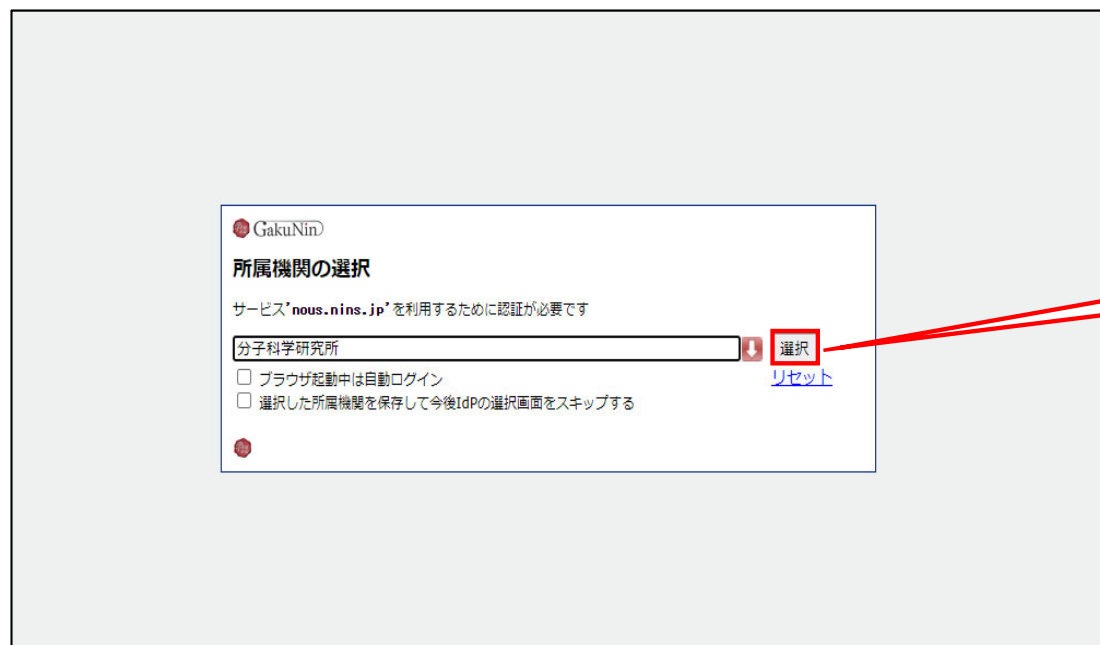 GakuNin
所属機関の選択
サービス'nous.nins.jp'を利用するために認証が必要です
分子科学研究所 選択
ブラウザ起動中は自動ログイン リセット
選択した所属機関を保存して今後IdPの選択画面をスキップする